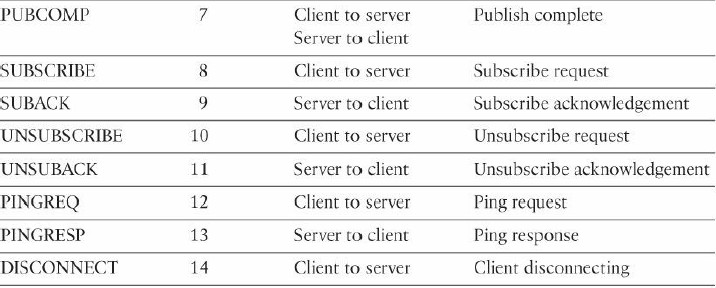 PUBCOMP 7 Client to server Publish complete
Server to client
SUBSCRIBE 8 Client to server Subscribe request
SUBACK 9 Server to client Subscribe acknowledgement
UNSUBSCRIBE 10 Client to server Unsubscribe request
UNSUBACK 11 Server to client Unsubscribe acknowledgement
PINGREQ 12 Client to server Ping request
PINGRESP 13 Server to client Ping response
DISCONNECT 14 Client to server Client disconnecting